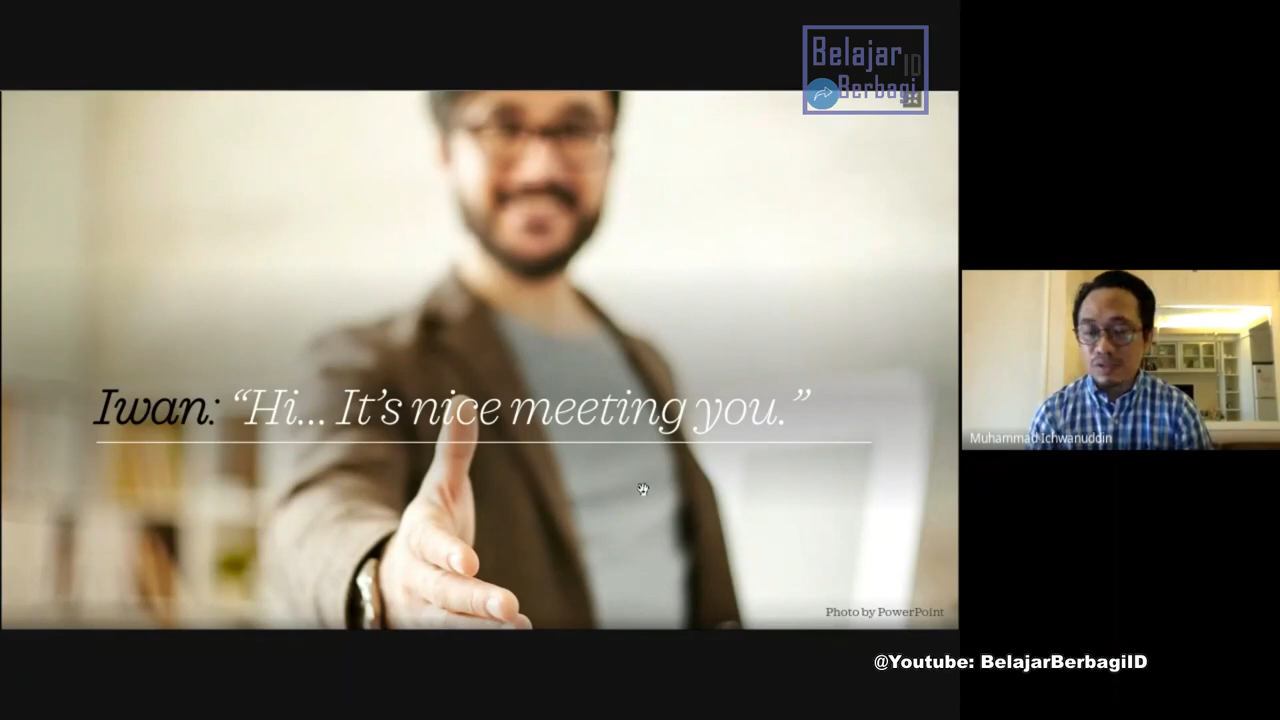 Belajar ID
Berbagi
Iwan: “Hi... It’s nice meeting you.”
Photo by PowerPoint
Muhammad Ichwanuddin
@Youtube: BelajarBerbagiID